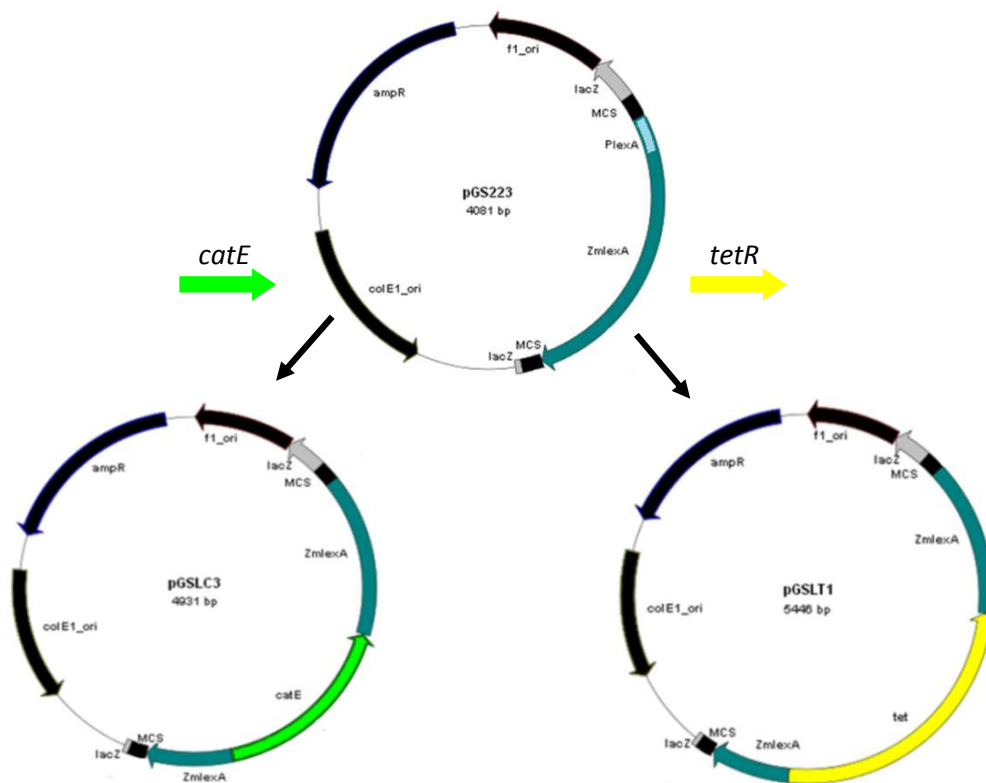 f1_ori
ampR
lacZ
MCS
PlexA
pGS223
4081 bp
ZmlexA
catE
tetR
colE1_ori
MCS
lacZ
f1_ori
ampR
lacZ
MCS
ZmlexA
pGSLC3
4931 bp
colE1_ori
catE
MCS
lacZ
ZmlexA
f1_ori
ampR
lacZ
MCS
ZmlexA
pGSLT1
5446 bp
colE1_ori
tet
MCS
lacZ
ZmlexA